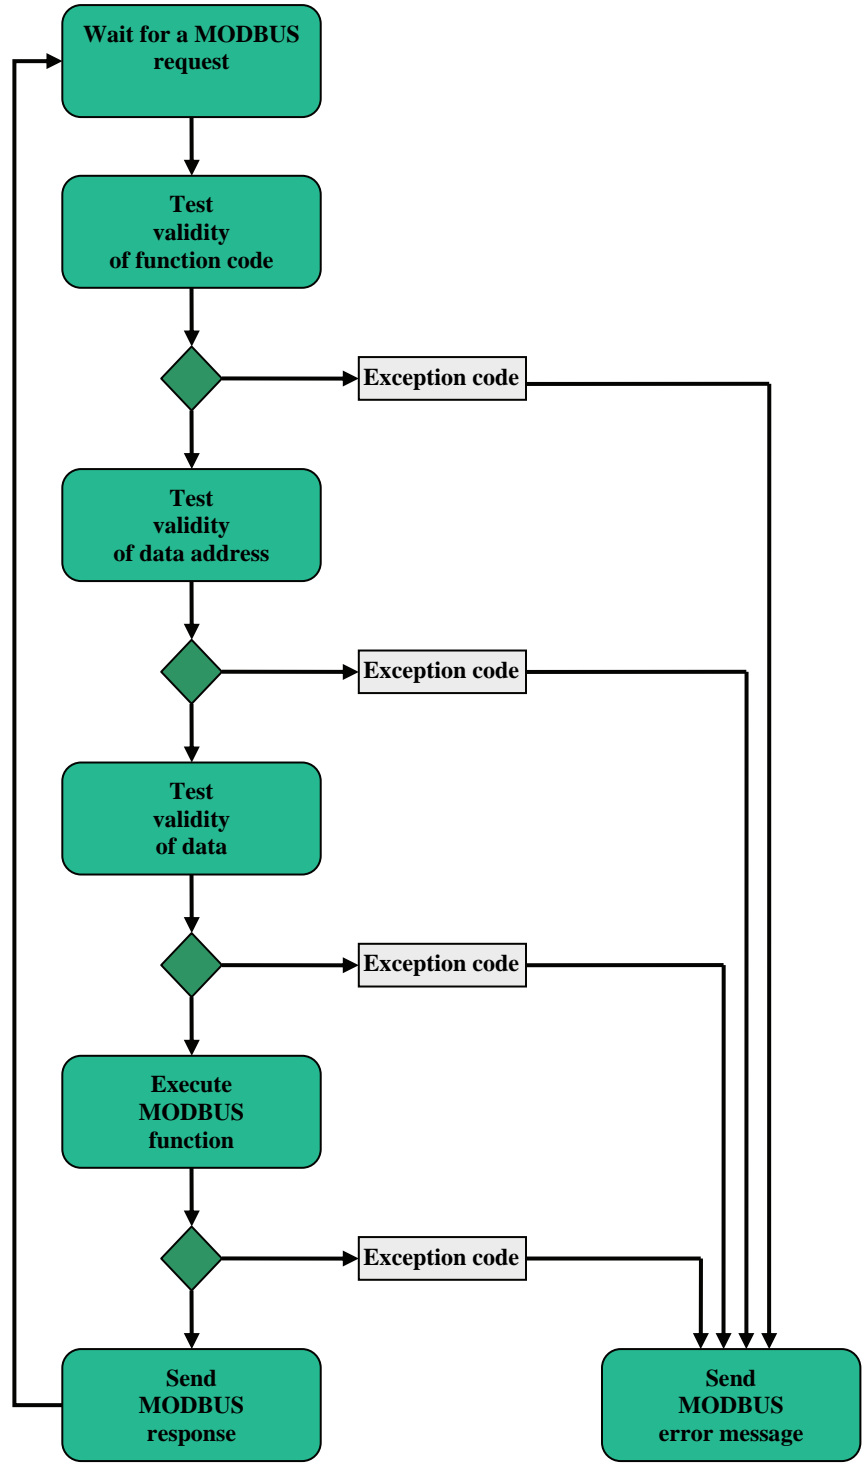 Wait for a MODBUS
request
Test
validity
of function code
Exception code
Test
validity
of data address
Exception code
Test
validity
of data
Exception code
Execute
MODBUS
function
Exception code
Send
MODBUS
response
Send
MODBUS
error message